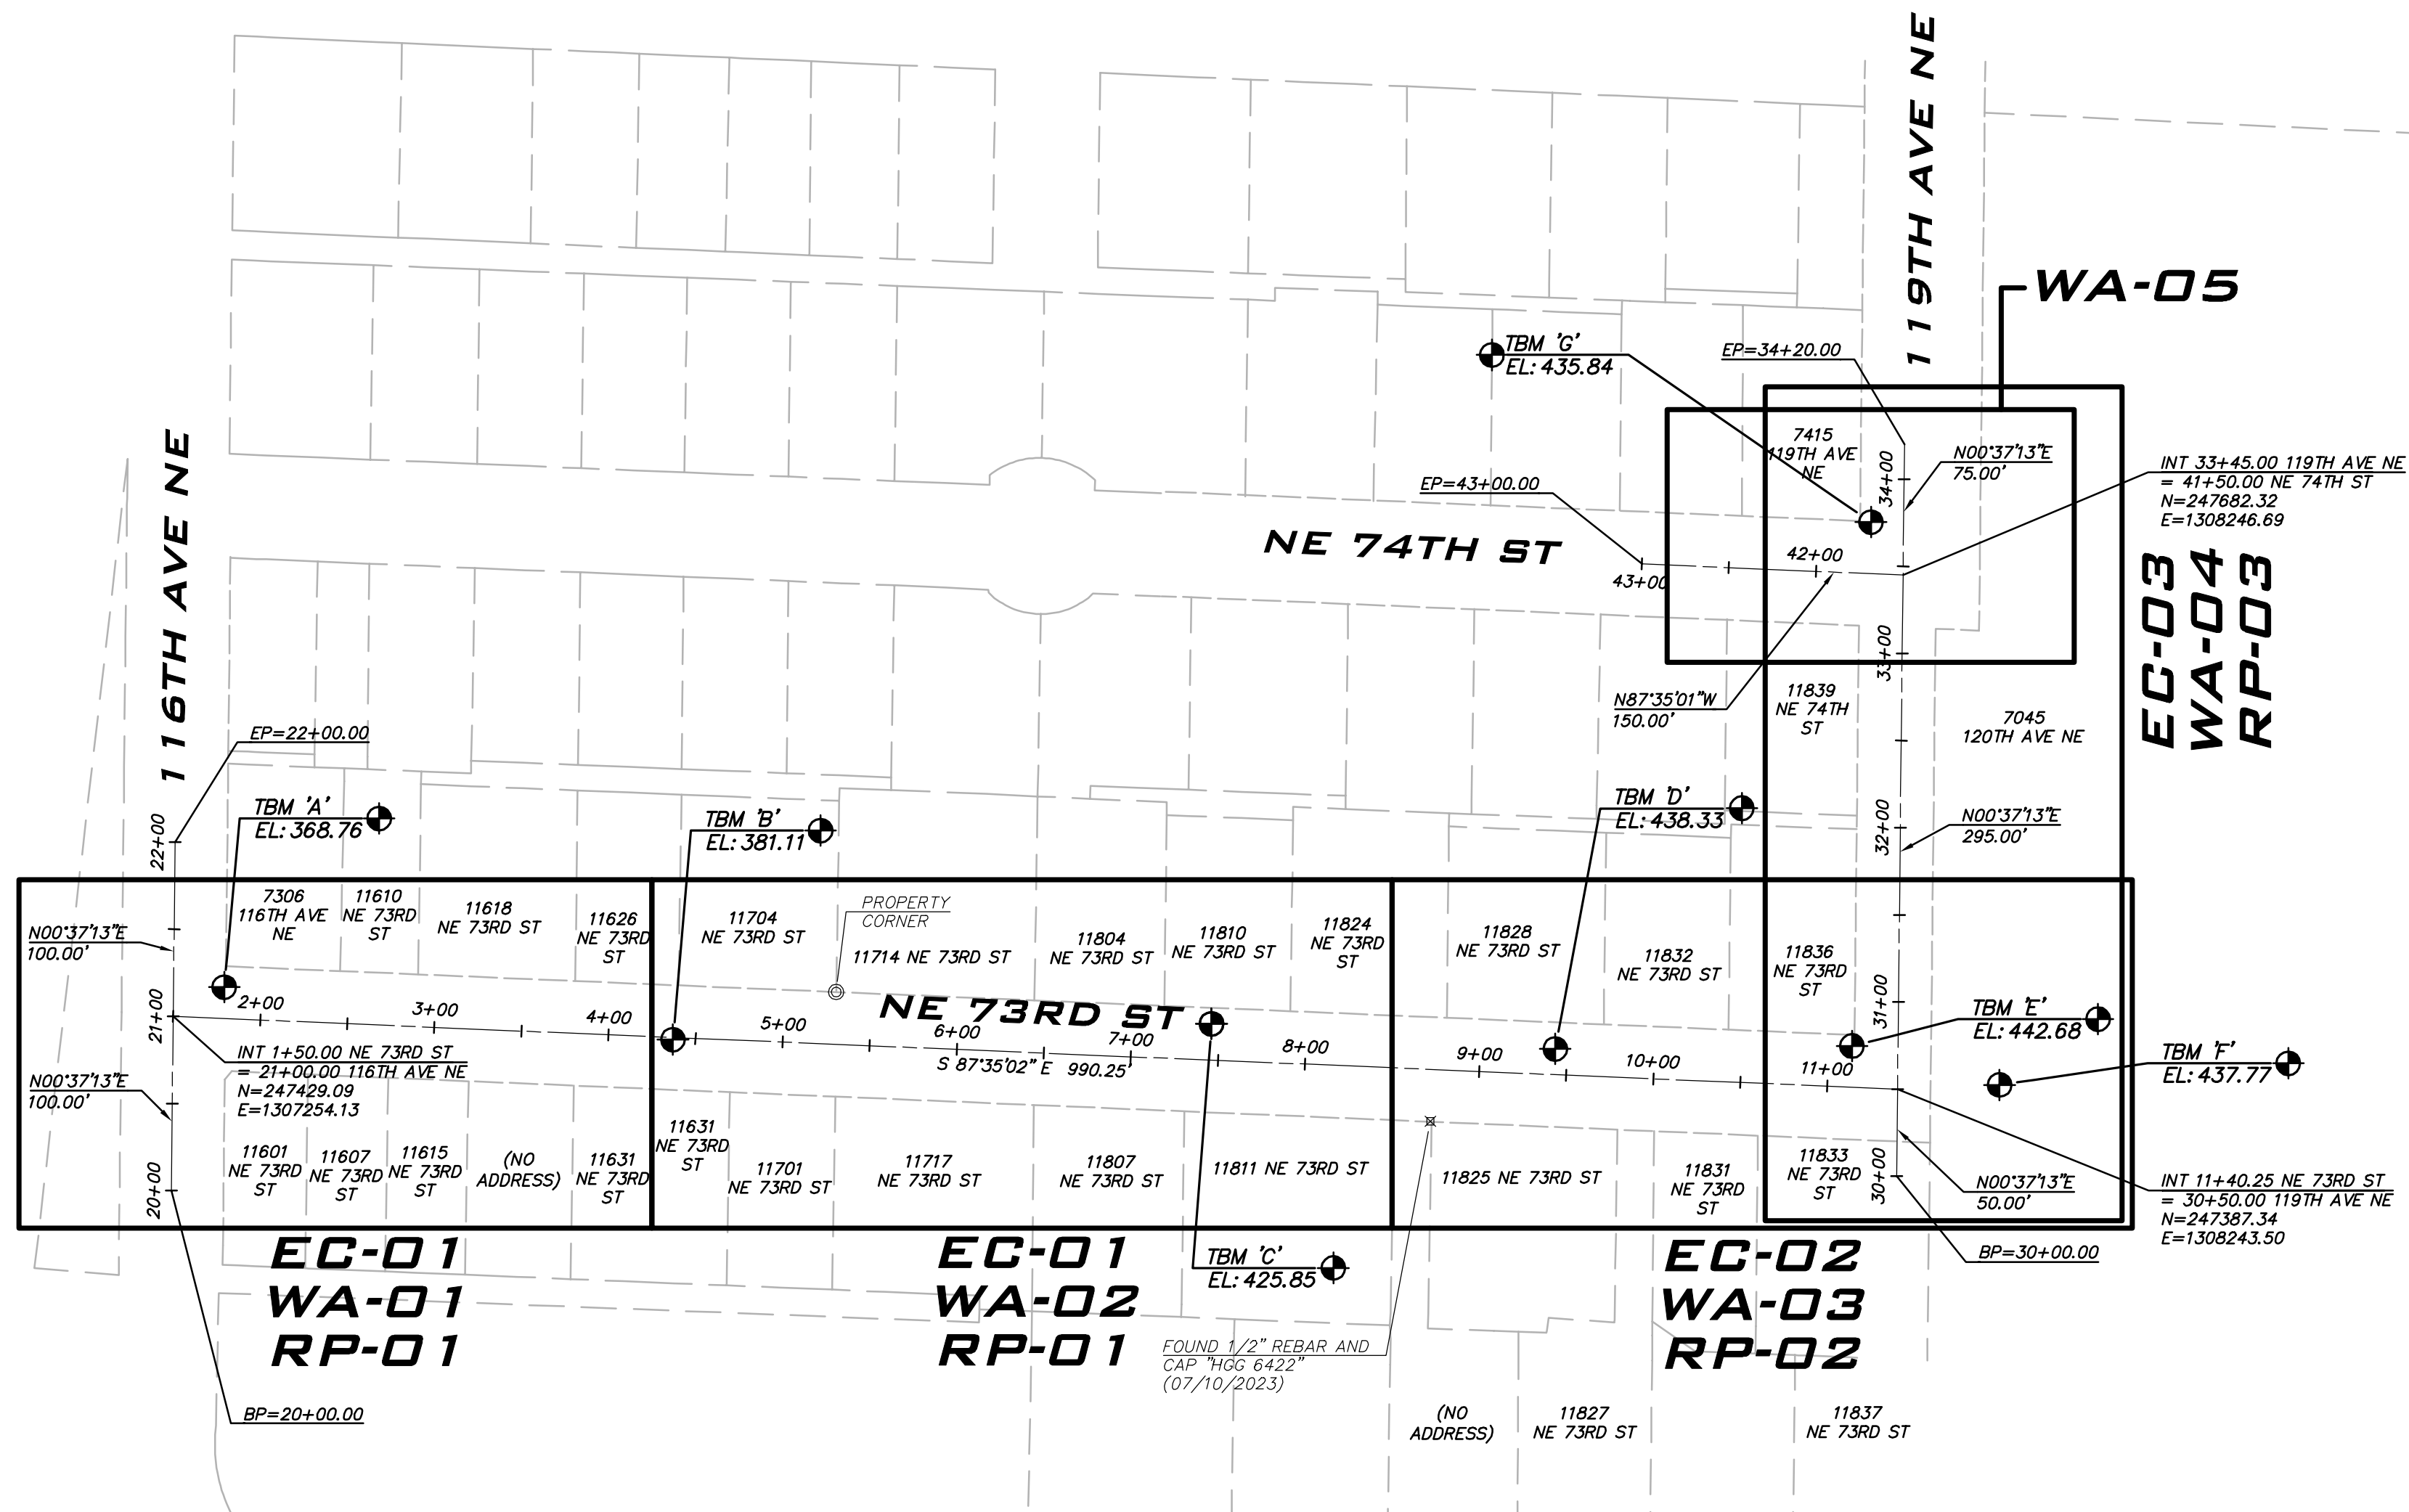 119TH AVE NE
WA-05
TBM 'G'
EL: 435.84
EP=34+20.00
7415
119TH AVE
NE
34+00
N00°37'13"E
75.00'
INT 33+45.00 119TH AVE NE
= 41+50.00 NE 74TH ST
N=247682.32
E=1308246.69
116TH AVE NE
EP=43+00.00
NE 74TH ST
42+00
43+00
EC-03
WA-04
RP-03
33+00
N87°35'01"W
150.00'
11839
NE 74TH
ST
7045
120TH AVE NE
EP=22+00.00
22+00
TBM 'A'
EL: 368.76
TBM 'B'
EL: 381.11
TBM 'D'
EL: 438.33
32+00
N00°37'13"E
295.00'
N00°37'13"E
100.00'
7306
116TH AVE
NE
11610
NE 73RD
ST
11618
NE 73RD ST
11626
NE 73RD
ST
11704
NE 73RD ST
PROPERTY
CORNER
11714 NE 73RD ST
11804
NE 73RD ST
11810
NE 73RD ST
11824
NE 73RD
ST
11828
NE 73RD ST
11832
NE 73RD ST
11836
NE 73RD
ST
31+00
TBM 'E'
EL: 442.68
TBM 'F'
EL: 437.77
21+00
2+00
3+00
4+00
5+00
NE 73RD ST
6+00
7+00
8+00
9+00
10+00
11+00
S 87°35'02" E 990.25'
INT 1+50.00 NE 73RD ST
= 21+00.00 116TH AVE NE
N=247429.09
E=1307254.13
N00°37'13"E
100.00'
20+00
11601
NE 73RD
ST
11607
NE 73RD
ST
11615
NE 73RD
ST
(NO
ADDRESS)
11631
NE 73RD
ST
11631
NE 73RD
ST
11701
NE 73RD ST
11717
NE 73RD ST
11807
NE 73RD ST
11811 NE 73RD ST
11825 NE 73RD ST
11831
NE 73RD
ST
11833
NE 73RD
ST
30+00
N00°37'13"E
50.00'
INT 11+40.25 NE 73RD ST
= 30+50.00 119TH AVE NE
N=247387.34
E=1308243.50
BP=30+00.00
EC-01
WA-01
RP-01
EC-01
WA-02
RP-01
TBM 'C'
EL: 425.85
EC-02
WA-03
RP-02
FOUND 1/2" REBAR AND
CAP "HGG 6422"
(07/10/2023)
BP=20+00.00
(NO
ADDRESS)
11827
NE 73RD ST
11837
NE 73RD ST